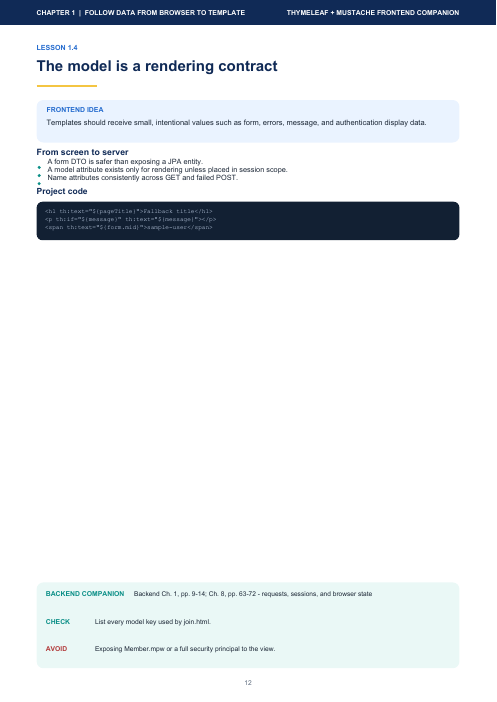 CHAPTER 1 | FOLLOW DATA FROM BROWSER TO TEMPLATE    THYMELEAF + MUSTACHE FRONTEND COMPANION
LESSON 1.4
The model is a rendering contract
FRONTEND IDEA
Templates should receive small, intentional values such as form, errors, message, and authentication display data.
From screen to server
A form DTO is safer than exposing a JPA entity.
A model attribute exists only for rendering unless placed in session scope.
Name attributes consistently across GET and failed POST.
Project code
<h1 th:text="${pageTitle}">Fallback title</h1>
<p th:if="${message}" th:text="${message}"></p>
<span th:text="${form.mid}">sample-user</span>
BACKEND COMPANION    Backend Ch. 1, pp. 9-14; Ch. 8, pp. 63-72 - requests, sessions, and browser state
CHECK    List every model key used by join.html.
AVOID    Exposing Member.mpw or a full security principal to the view.
12